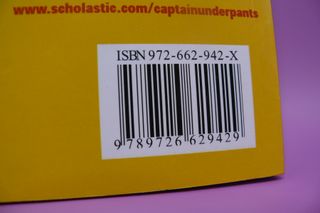 www.scholastic.com/captainunderpants
ISBN 972-662-942-X
9 789726 629429